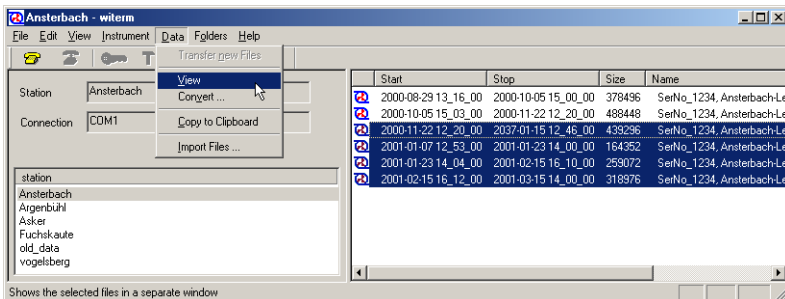 Ansterbach - witerm
File Edit View Instrument Data Folders Help
Transfer new Files
View
Convert ...
Copy to Clipboard
Import Files ...
Station Ansterbach
Connection COM1
station
Ansterbach
Argenbühl
Asker
Fuchskaute
old_data
vogelsberg
Start Stop Size Name
2000-08-29 13_16_00 2000-10-05 15_00_00 378496 SerNo_1234, Ansterbach-Le
2000-10-05 15_03_00 2000-11-22 12_20_00 488448 SerNo_1234, Ansterbach-Le
2000-11-22 12_20_00 2037-01-15 12_46_00 439296 SerNo_1234, Ansterbach-Le
2001-01-07 12_53_00 2001-01-23 14_00_00 164352 SerNo_1234, Ansterbach-Le
2001-01-23 14_04_00 2001-02-15 16_10_00 259072 SerNo_1234, Ansterbach-Le
2001-02-15 16_12_00 2001-03-15 14_00_00 318976 SerNo_1234, Ansterbach-Le
Shows the selected files in a separate window